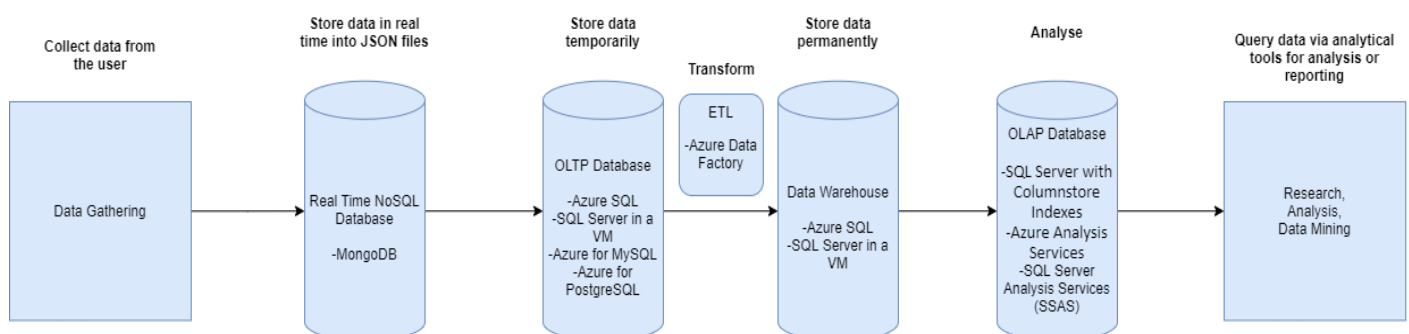 Collect data from
the user
Data Gathering
Store data in real
time into JSON files
Real Time NoSQL
Database
-MongoDB
Store data
temporarily
OLTP Database
-Azure SQL
-SQL Server in a
VM
-Azure for MySQL
-Azure for
PostgreSQL
Transform
ETL
-Azure Data
Factory
Store data
permanently
Data Warehouse
-Azure SQL
-SQL Server in a
VM
Analyse
OLAP Database
-SQL Server with
Columnstore
Indexes
-Azure Analysis
Services
-SQL Server
Analysis Services
(SSAS)
Query data via analytical
tools for analysis or
reporting
Research,
Analysis,
Data Mining